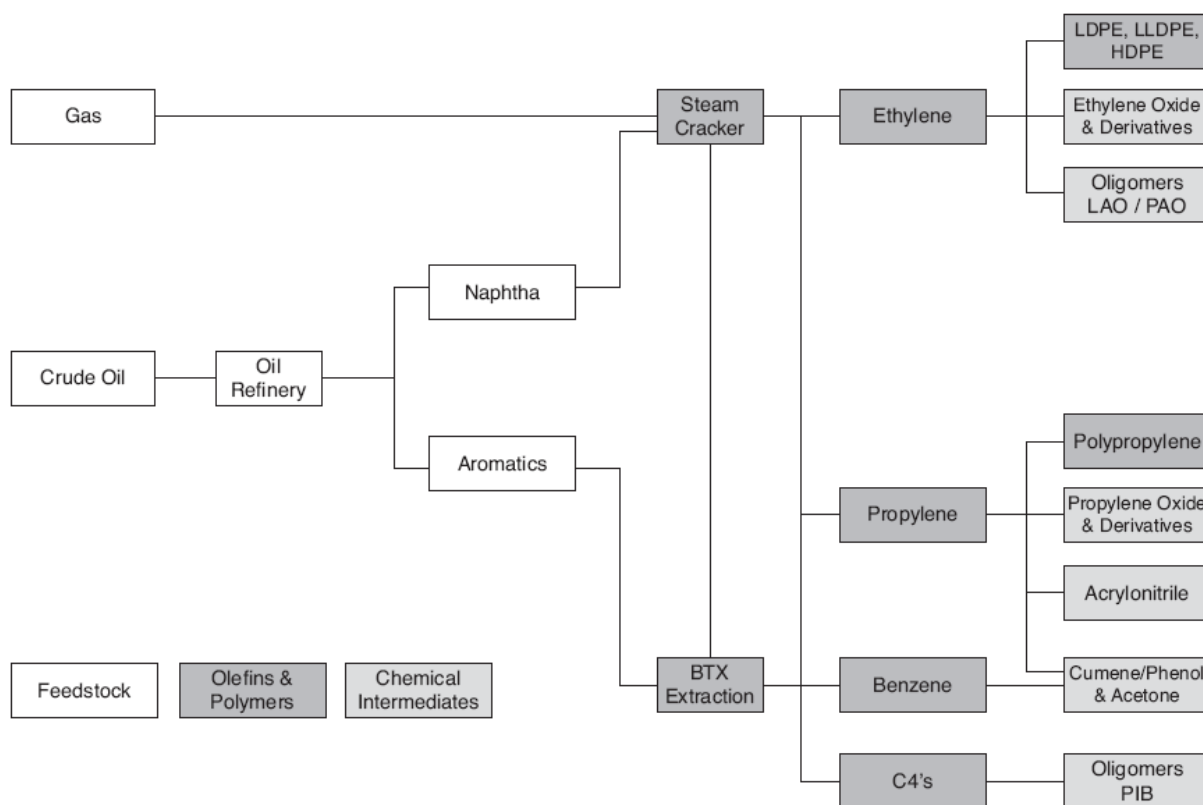 LDPE, LLDPE,
HDPE
Gas
Steam
Cracker
Ethylene
Ethylene Oxide
& Derivatives
Oligomers
LAO / PAO
Naphtha
Crude Oil
Oil
Refinery
Aromatics
Polypropylene
Propylene
Propylene Oxide
& Derivatives
Acrylonitrile
Feedstock
Olefins &
Polymers
Chemical
Intermediates
BTX
Extraction
Benzene
Cumene/Phenol
& Acetone
C4's
Oligomers
PIB